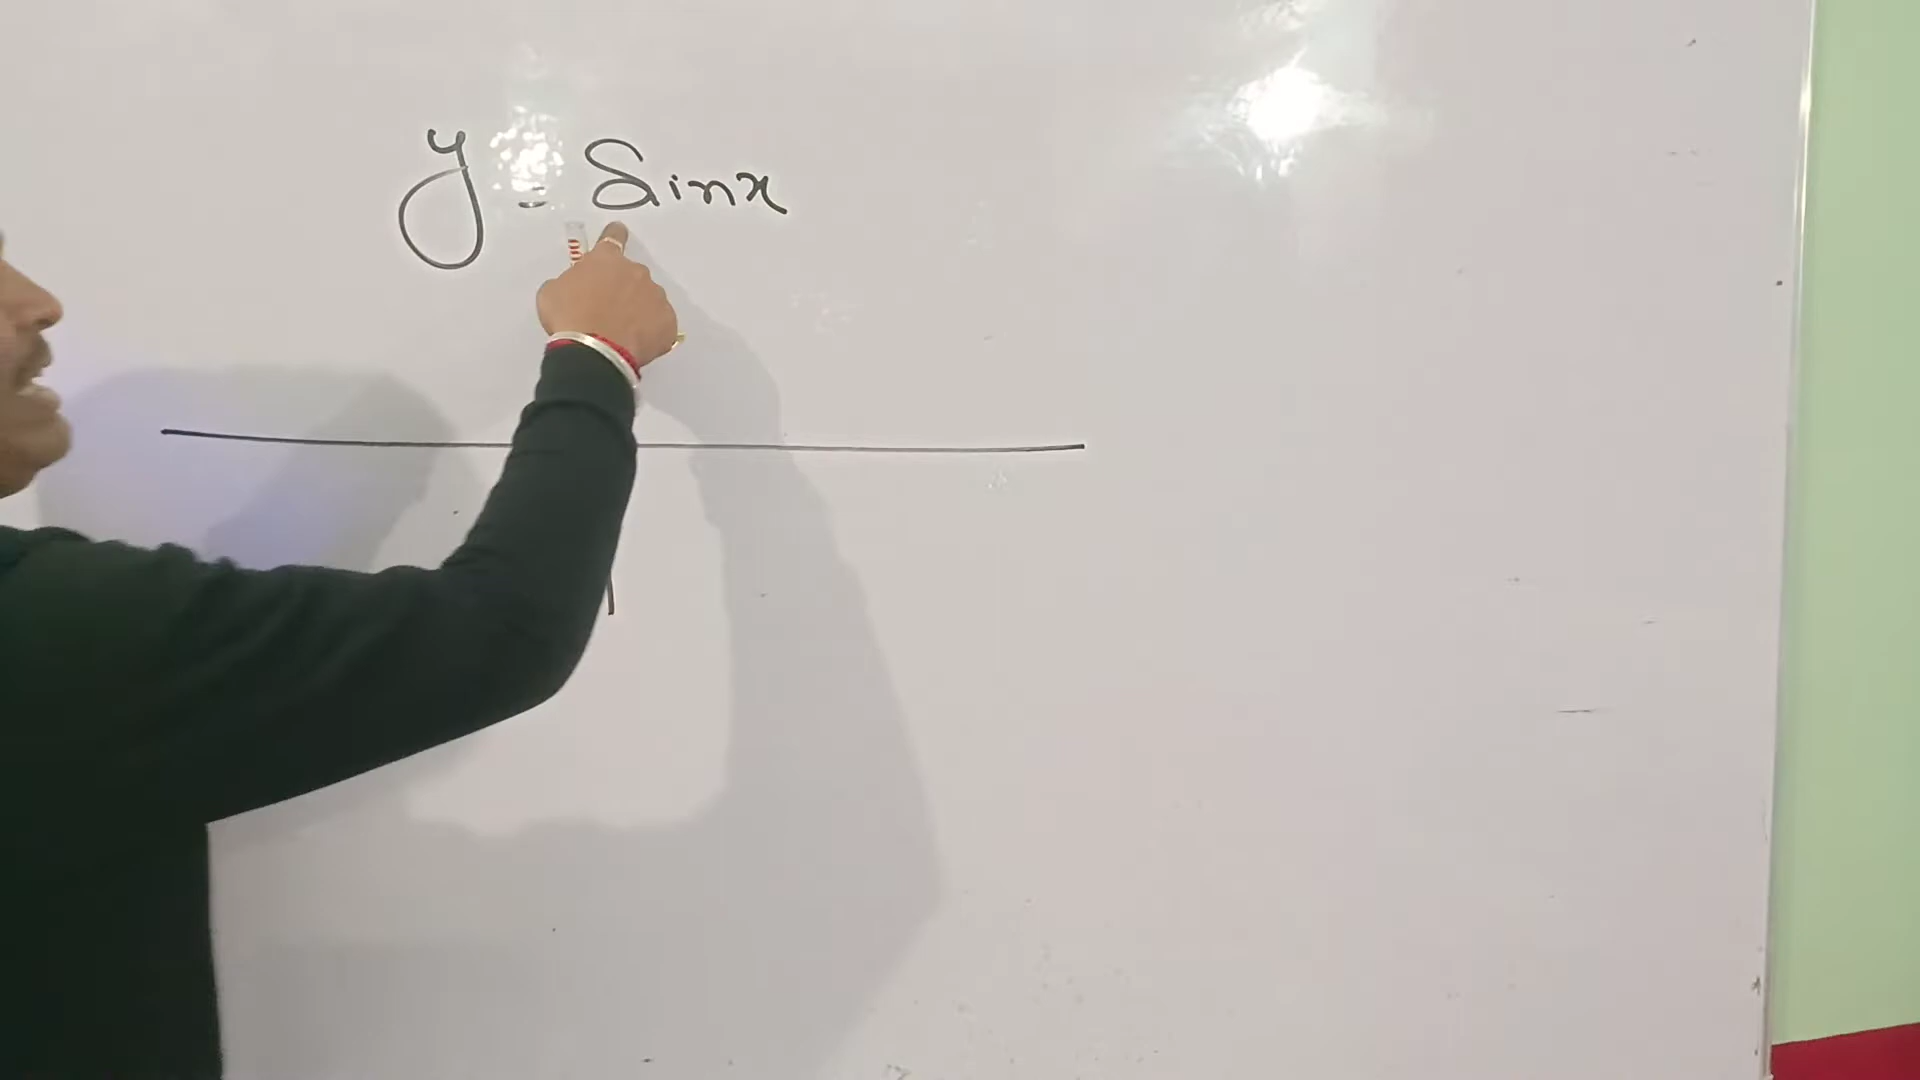 y = Sinx